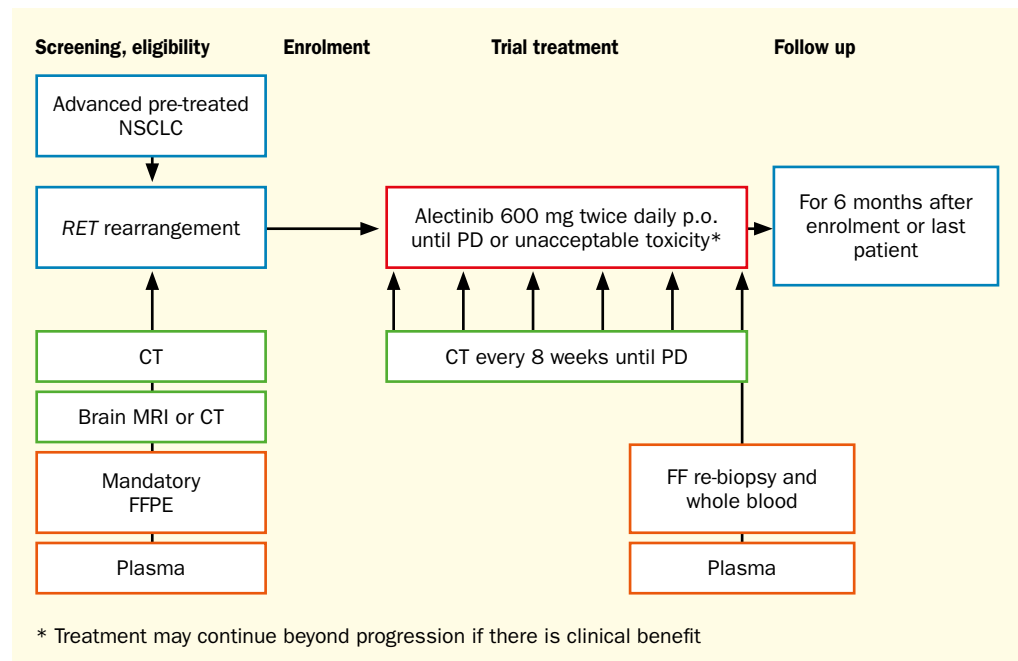 Screening, eligibility
Enrolment
Trial treatment
Follow up
Advanced pre-treated
NSCLC
RET rearrangement
Alectinib 600 mg twice daily p.o.
until PD or unacceptable toxicity*
For 6 months after
enrolment or last
patient
CT
CT every 8 weeks until PD
Brain MRI or CT
Mandatory
FFPE
FF re-biopsy and
whole blood
Plasma
Plasma
* Treatment may continue beyond progression if there is clinical benefit